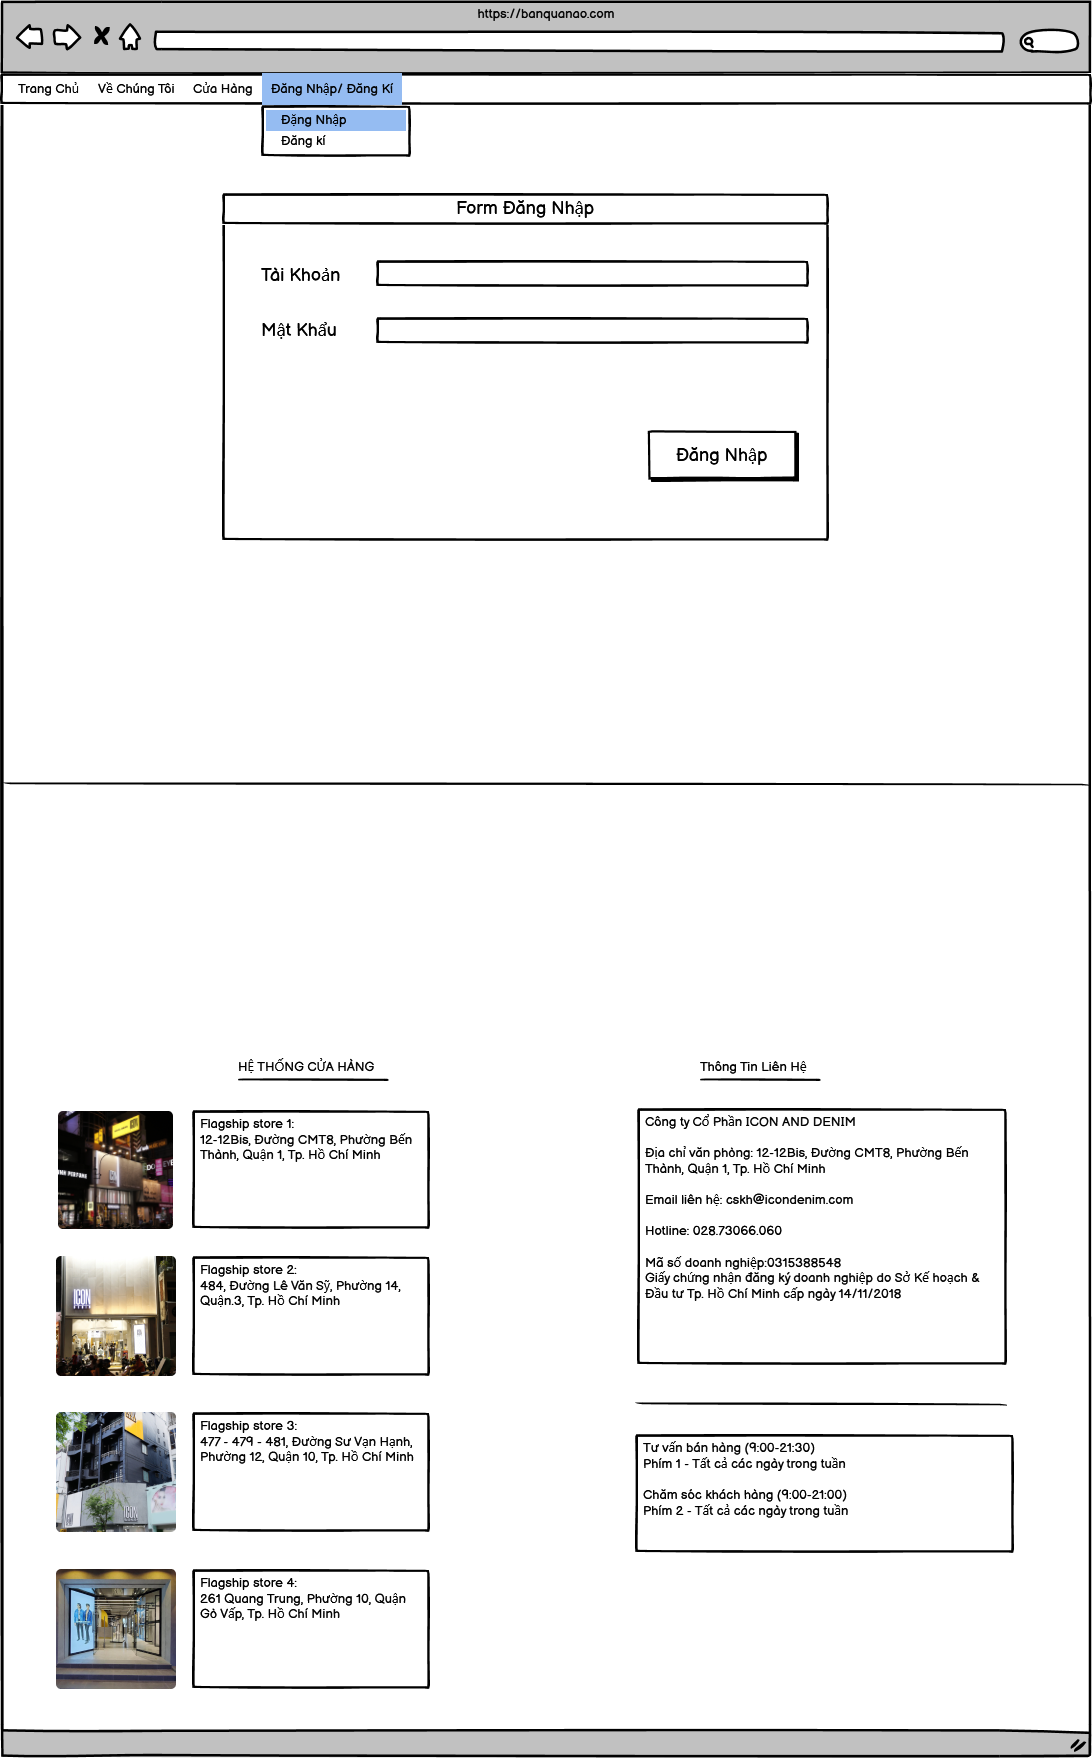 https://banquanao.com
Trang Chủ Về Chúng Tôi Cửa Hàng Đăng Nhập/ Đăng Kí
Đặng Nhập
Đăng kí
Form Đăng Nhập
Tài Khoản
Mật Khẩu
Đăng Nhập
HỆ THỐNG CỬA HÀNG
Flagship store 1:
12-12Bis, Đường CMT8, Phường Bến
Thành, Quận 1, Tp. Hồ Chí Minh
ICON
Flagship store 2:
484, Đường Lê Văn Sỹ, Phường 14,
Quận.3, Tp. Hồ Chí Minh
Flagship store 3:
477 - 479 - 481, Đường Sư Vạn Hạnh,
Phường 12, Quận 10, Tp. Hồ Chí Minh
ICON
Flagship store 4:
261 Quang Trung, Phường 10, Quận
Gò Vấp, Tp. Hồ Chí Minh
Thông Tin Liên Hệ
Công ty Cổ Phần ICON AND DENIM
Địa chỉ văn phòng: 12-12Bis, Đường CMT8, Phường Bến
Thành, Quận 1, Tp. Hồ Chí Minh
Email liên hệ: cskh@icondenim.com
Hotline: 028.73066.060
Mã số doanh nghiệp:0315388548
Giấy chứng nhận đăng ký doanh nghiệp do Sở Kế hoạch &
Đầu tư Tp. Hồ Chí Minh cấp ngày 14/11/2018
Tư vấn bán hàng (9:00-21:30)
Phím 1 - Tất cả các ngày trong tuần
Chăm sóc khách hàng (9:00-21:00)
Phím 2 - Tất cả các ngày trong tuần